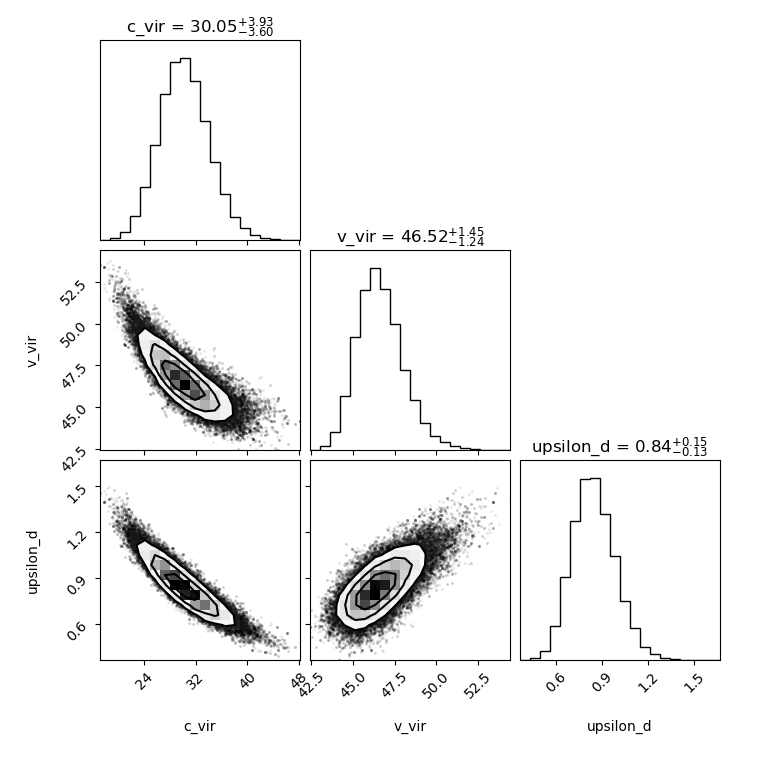 c_vir = 30.05+3.93−3.60
v_vir = 46.52+1.45−1.24
v_vir
52.5
50.0
47.5
45.0
42.5
upsilon_d = 0.84+0.15−0.13
upsilon_d
1.5
1.2
0.9
0.6
24 32 40 48 42.5 45.0 47.5 50.0 52.5 0.6 0.9 1.2 1.5
c_vir v_vir upsilon_d